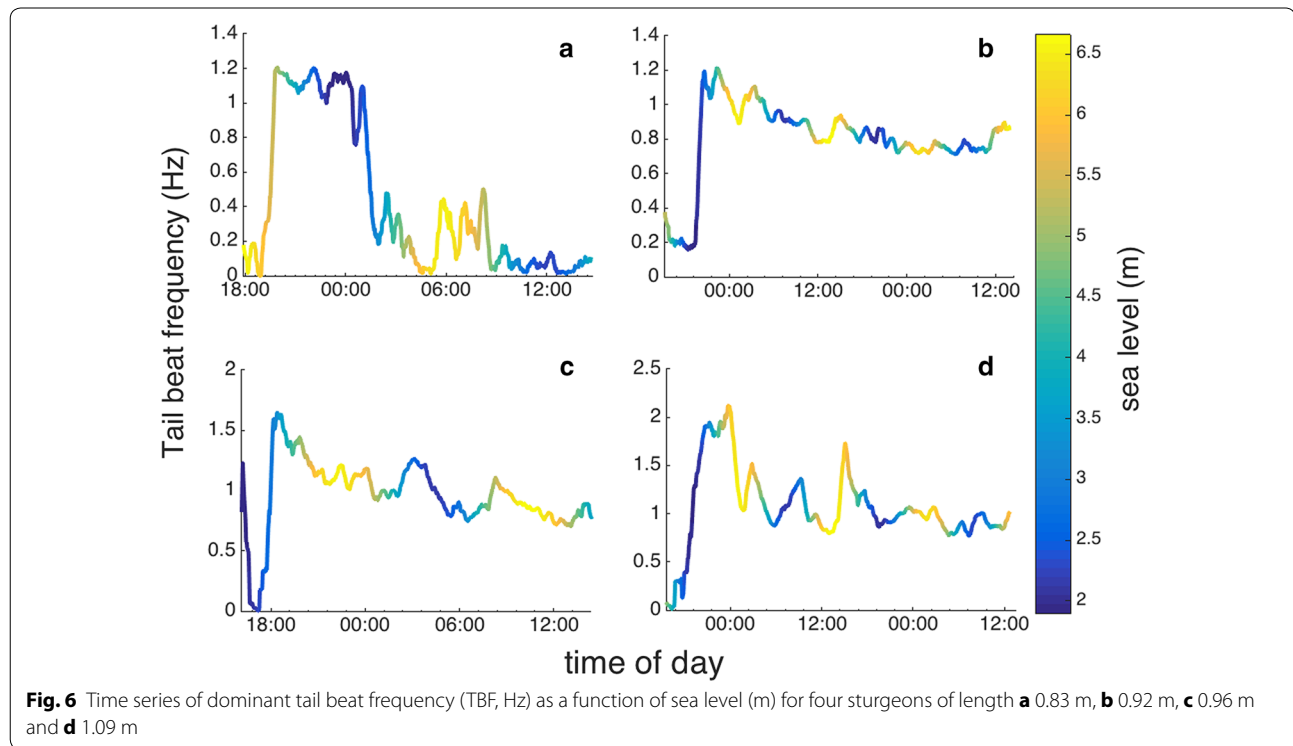 a
1.4
1.2
1
0.8
0.6
0.4
0.2
0
18:00 00:00 06:00 12:00
b
1.4
1.2
1
0.8
0.6
0.4
0.2
0
00:00 12:00 00:00 12:00
c
2
1.5
1
0.5
0
18:00 00:00 06:00 12:00
d
2.5
2
1.5
1
0.5
0
00:00 12:00 00:00 12:00
Tail beat frequency (Hz)
time of day
6.5
6
5.5
5
4.5
4
3.5
3
2.5
2
sea level (m)
Fig. 6 Time series of dominant tail beat frequency (TBF, Hz) as a function of sea level (m) for four sturgeons of length a 0.83 m, b 0.92 m, c 0.96 m
and d 1.09 m